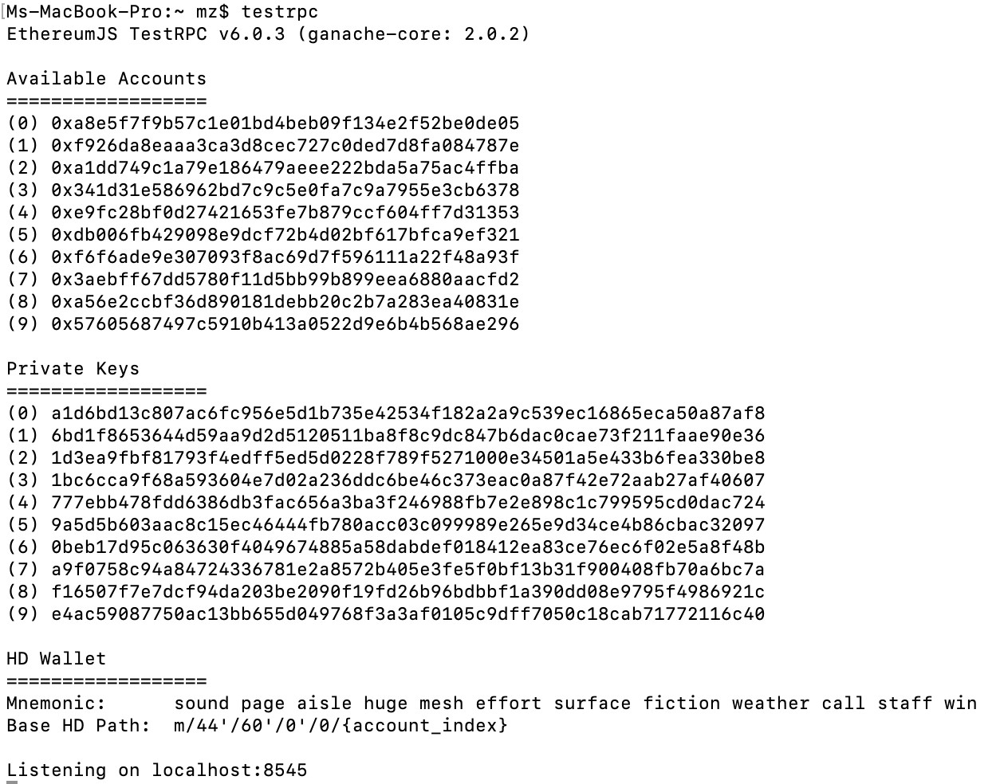 [Ms-MacBook-Pro:~ mz$ testrpc
EthereumJS TestRPC v6.0.3 (ganache-core: 2.0.2)
Available Accounts
==================
(0) 0xa8e5f7f9b57c1e01bd4beb09f134e2f52be0de05
(1) 0xf926da8eaaa3ca3d8cec727c0ded7d8fa084787e
(2) 0xa1dd749c1a79e186479aeee222bda5a75ac4ffba
(3) 0x341d31e586962bd7c9c5e0fa7c9a7955e3cb6378
(4) 0xe9fc28bf0d27421653fe7b879ccf604ff7d31353
(5) 0xdb006fb429098e9dcf72b4d02bf617bfca9ef321
(6) 0xf6f6ade9e307093f8ac69d7f596111a22f48a93f
(7) 0x3aebff67dd5780f11d5bb99b899eea6880aacfd2
(8) 0xa56e2ccbf36d890181debb20c2b7a283ea40831e
(9) 0x57605687497c5910b413a0522d9e6b4b568ae296
Private Keys
==================
(0) a1d6bd13c807ac6fc956e5d1b735e42534f182a2a9c539ec16865eca50a87af8
(1) 6bd1f8653644d59aa9d2d5120511ba8f8c9dc847b6dac0cae73f211faae90e36
(2) 1d3ea9fbf81793f4edff5ed5d0228f789f5271000e34501a5e433b6fea330be8
(3) 1bc6cca9f68a593604e7d02a236ddc6be46c373eac0a87f42e72aab27af40607
(4) 777ebb478fdd6386db3fac656a3ba3f246988fb7e2e898c1c799595cd0dac724
(5) 9a5d5b603aac8c15ec46444fb780acc03c099989e265e9d34ce4b86cbac32097
(6) 0beb17d95c063630f4049674885a58dabdef018412ea83ce76ec6f02e5a8f48b
(7) a9f0758c94a84724336781e2a8572b405e3fe5f0bf13b31f900408fb70a6bc7a
(8) f16507f7e7dcf94da203be2090f19fd26b96bdbbf1a390dd08e9795f4986921c
(9) e4ac59087750ac13bb655d049768f3a3af0105c9dff7050c18cab71772116c40
HD Wallet
==================
Mnemonic:      sound page aisle huge mesh effort surface fiction weather call staff win
Base HD Path:  m/44'/60'/0'/0/{account_index}
Listening on localhost:8545